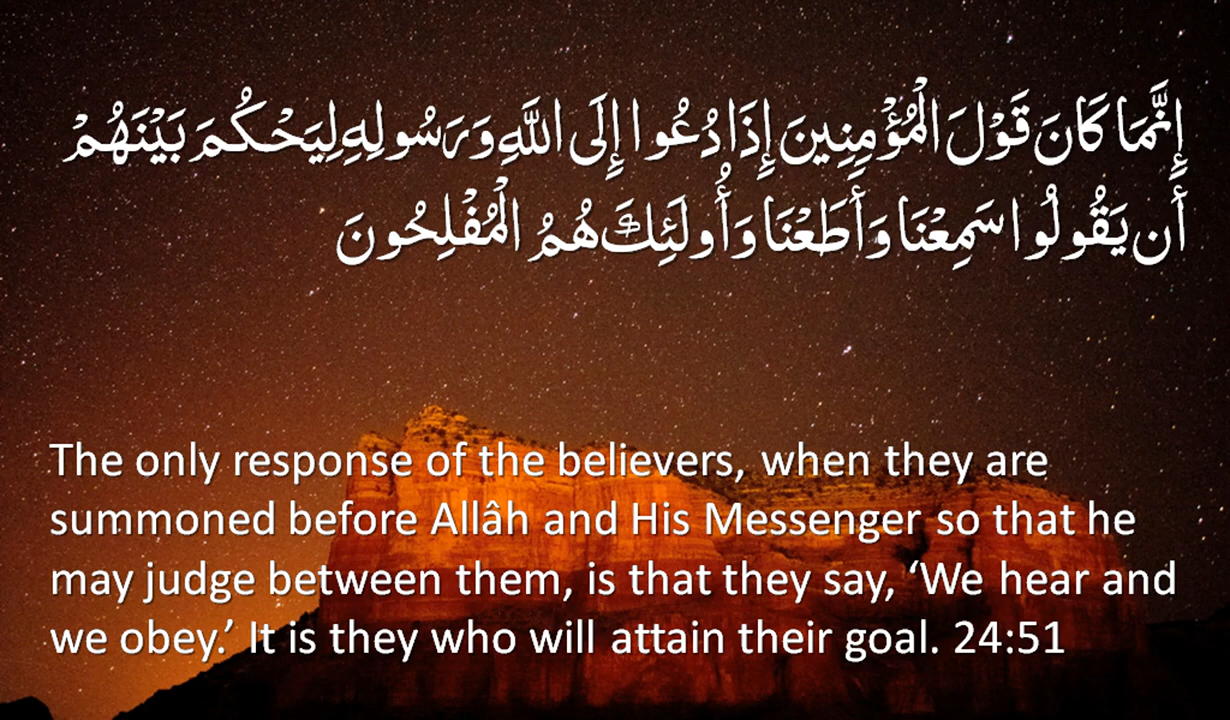 إِنَّمَا كَانَ قَوْلَ الْمُؤْمِنِينَ إِذَا دُعُوا إِلَى اللَّهِ وَرَسُولِهِ لِيَحْكُمَ بَيْنَهُمْ
أَن يَقُولُوا سَمِعْنَا وَأَطَعْنَا وَأُولَئِكَ هُمُ الْمُفْلِحُونَ
The only response of the believers, when they are
summoned before Allâh and His Messenger so that he
may judge between them, is that they say, ‘We hear and
we obey.’ It is they who will attain their goal. 24:51